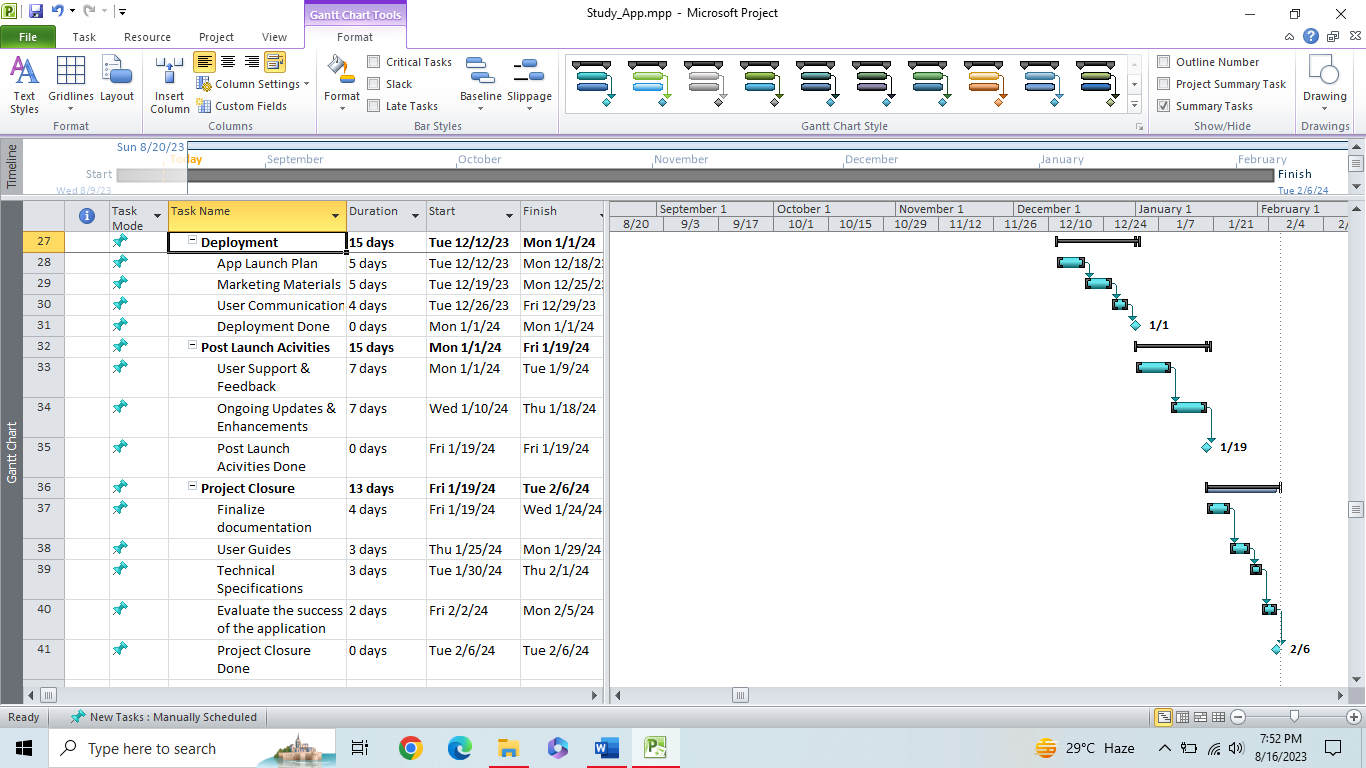 Study_App.mpp - Microsoft Project
Gantt Chart Tools
File Task Resource Project View Format
Text Styles
Gridlines
Layout
Format
Insert Column
Column Settings
Custom Fields
Columns
Format
Critical Tasks
Slack
Late Tasks
Baseline
Slippage
Bar Styles
Gantt Chart Style
Outline Number
Project Summary Task
Summary Tasks
Show/Hide
Drawing
Drawings
Timeline
Sun 8/20/23
Today
September October November December January February
Start
Wed 8/9/23
Finish
Tue 2/6/24
Gantt Chart
Task Mode Task Name Duration Start Finish
September 1 October 1 November 1 December 1 January 1 February 1
8/20 9/3 9/17 10/1 10/15 10/29 11/12 11/26 12/10 12/24 1/7 1/21 2/4
27 Deployment 15 days Tue 12/12/23 Mon 1/1/24
28 App Launch Plan 5 days Tue 12/12/23 Mon 12/18/2
29 Marketing Materials 5 days Tue 12/19/23 Mon 12/25/2
30 User Communication 4 days Tue 12/26/23 Fri 12/29/23
31 Deployment Done 0 days Mon 1/1/24 Mon 1/1/24 1/1
32 Post Launch Acivities 15 days Mon 1/1/24 Fri 1/19/24
33 User Support & 7 days Mon 1/1/24 Tue 1/9/24
Feedback
34 Ongoing Updates & 7 days Wed 1/10/24 Thu 1/18/24
Enhancements
35 Post Launch 0 days Fri 1/19/24 Fri 1/19/24 1/19
Acivities Done
36 Project Closure 13 days Fri 1/19/24 Tue 2/6/24
37 Finalize 4 days Fri 1/19/24 Wed 1/24/24
documentation
38 User Guides 3 days Thu 1/25/24 Mon 1/29/24
39 Technical 3 days Tue 1/30/24 Thu 2/1/24
Specifications
40 Evaluate the success 2 days Fri 2/2/24 Mon 2/5/24
of the application
41 Project Closure 0 days Tue 2/6/24 Tue 2/6/24 2/6
Done
Ready New Tasks : Manually Scheduled
Type here to search
29°C Haze
7:52 PM
8/16/2023